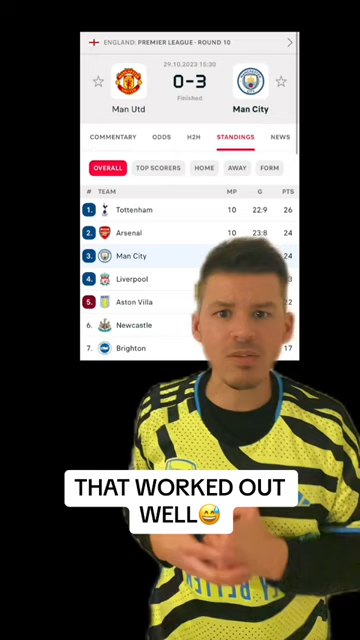 ENGLAND: PREMIER LEAGUE - ROUND 10
29.10.2023 15:30
0-3
Finished
Man Utd
Man City
COMMENTARY ODDS H2H STANDINGS NEWS
OVERALL TOP SCORERS HOME AWAY FORM
# TEAM MP G PTS
1. Tottenham 10 22:9 26
2. Arsenal 10 23:8 24
3. Man City 24
4. Liverpool
5. Aston Villa
6. Newcastle
7. Brighton 17
THAT WORKED OUT
WELL😅